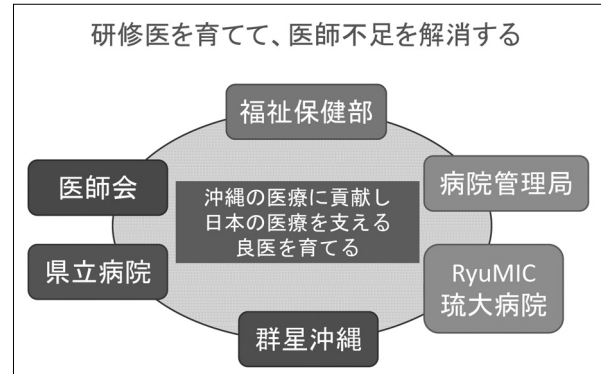 研修医を育てて、医師不足を解消する
福祉保健部
医師会
病院管理局
沖縄の医療に貢献し
日本の医療を支える
良医を育てる
県立病院
RyuMIC
琉大病院
群星沖縄